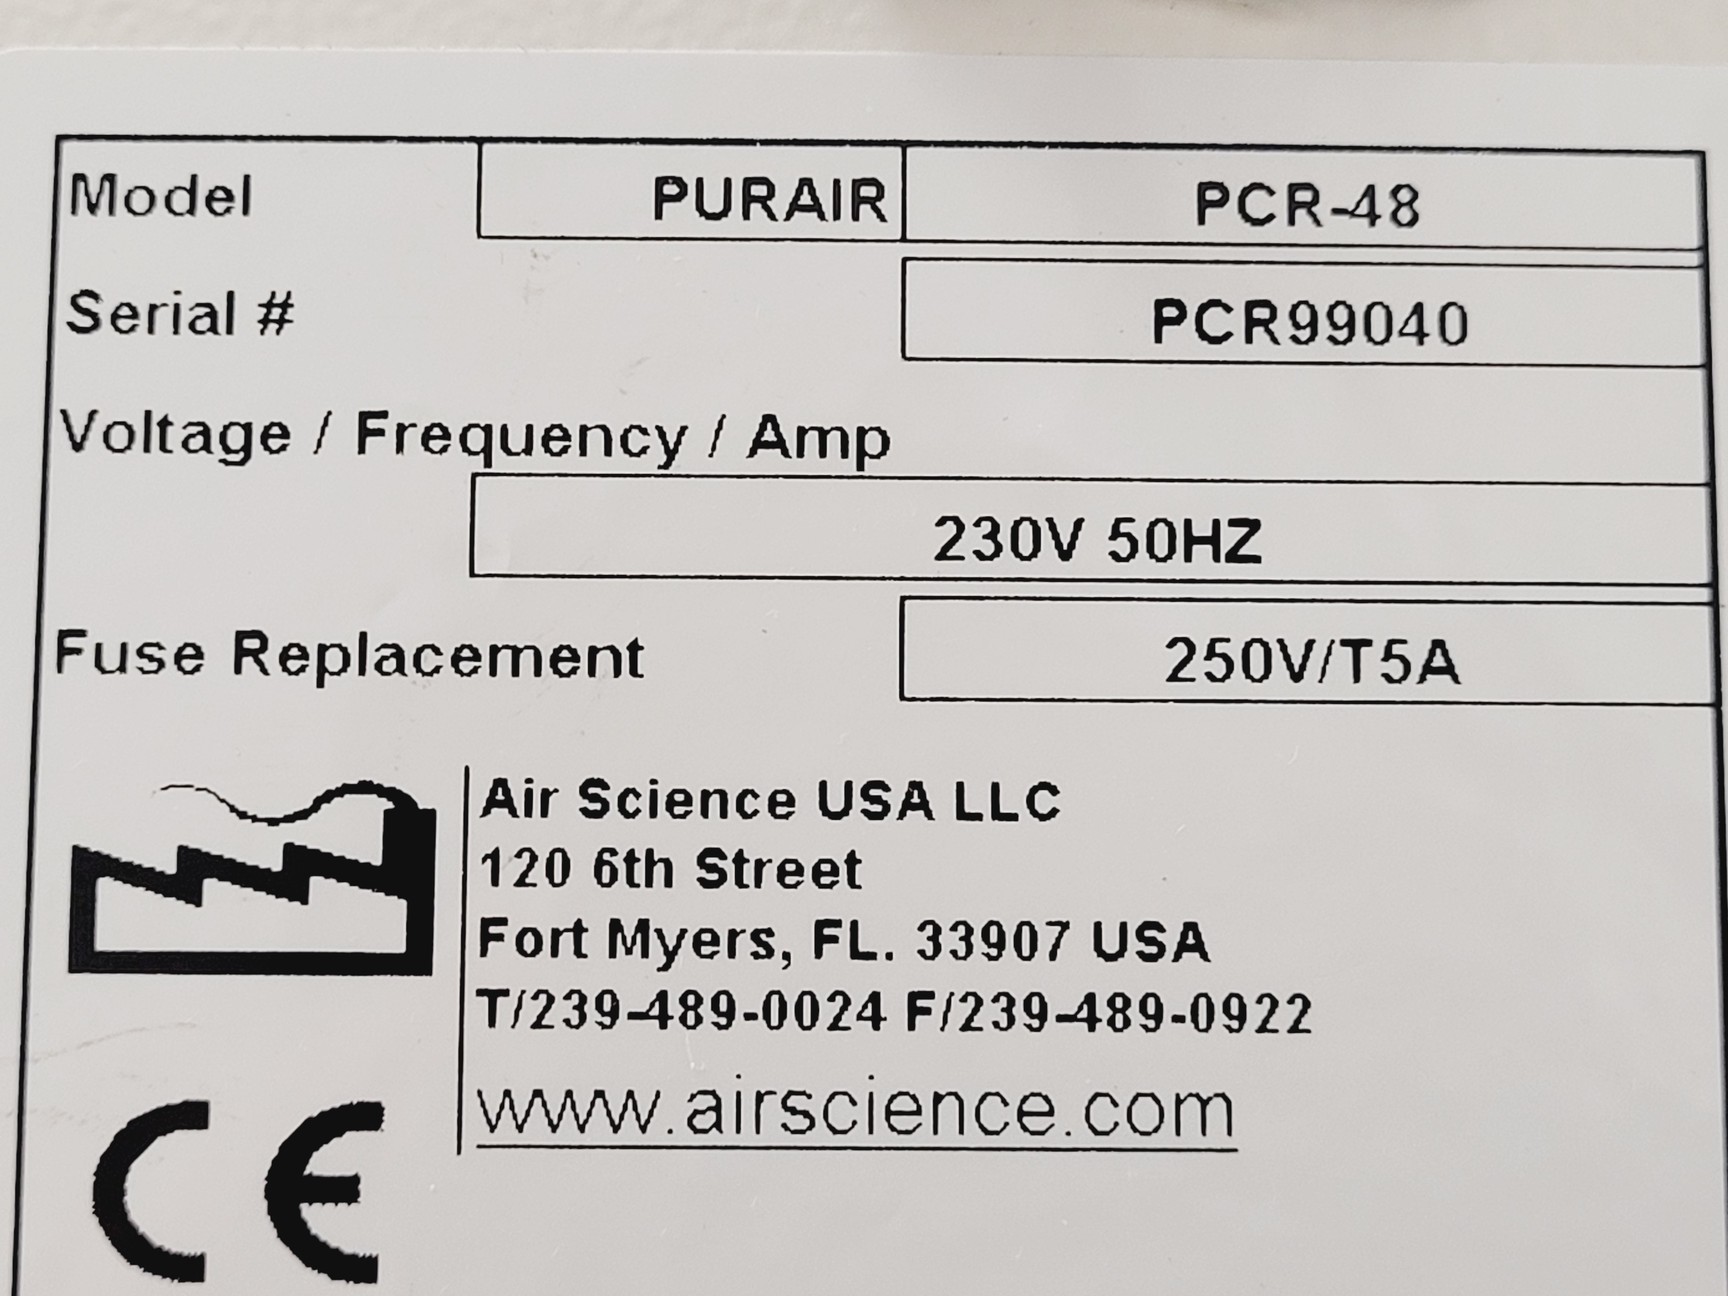 Model PURAIR PCR-48
Serial # PCR99040
Voltage / Frequency / Amp
230V 50HZ
Fuse Replacement 250V/T5A
Air Science USA LLC
120 6th Street
Fort Myers, FL. 33907 USA
T/239-489-0024 F/239-489-0922
www.airscience.com
CE